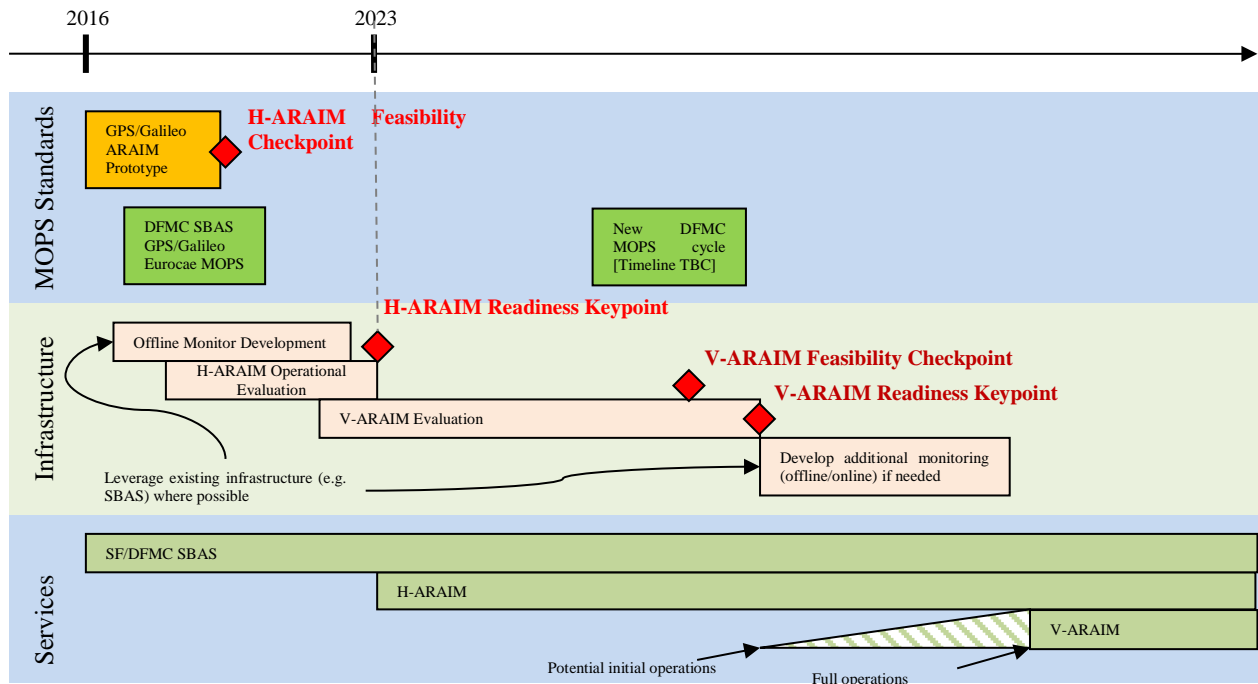 2016
2023
MOPS Standards
H-ARAIM Feasibility
Checkpoint
GPS/Galileo
ARAIM
Prototype
DFMC SBAS
GPS/Galileo
Eurocae MOPS
New DFMC
MOPS cycle
[Timeline TBC]
Infrastructure
H-ARAIM Readiness Keypoint
Offline Monitor Development
H-ARAIM Operational
Evaluation
V-ARAIM Feasibility Checkpoint
V-ARAIM Readiness Keypoint
V-ARAIM Evaluation
Leverage existing infrastructure (e.g.
SBAS) where possible
Develop additional monitoring
(offline/online) if needed
Services
SF/DFMC SBAS
H-ARAIM
V-ARAIM
Potential initial operations
Full operations